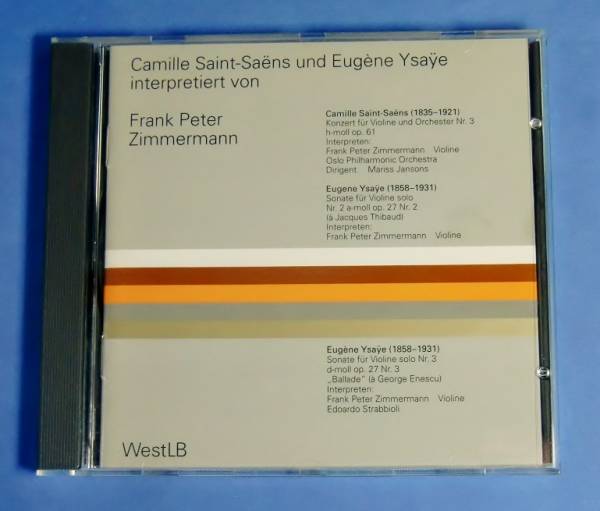 Camille Saint-Saëns und Eugène Ysaÿe
interpretiert von
Frank Peter
Zimmermann
Camille Saint-Saëns (1835–1921)
Konzert für Violine und Orchester Nr. 3
h-moll op. 61
Interpreten:
Frank Peter Zimmermann Violine
Oslo Philharmonic Orchestra
Dirigent Mariss Jansons
Eugene Ysaÿe (1858–1931)
Sonate für Violine solo
Nr. 2 a-moll op. 27 Nr. 2
(à Jacques Thibaud)
Interpreten:
Frank Peter Zimmermann Violine
Eugène Ysaÿe (1858–1931)
Sonate für Violine solo Nr. 3
d-moll op. 27 Nr. 3
„Ballade" (à George Enescu)
Interpreten:
Frank Peter Zimmermann Violine
Edoardo Strabbioli
WestLB